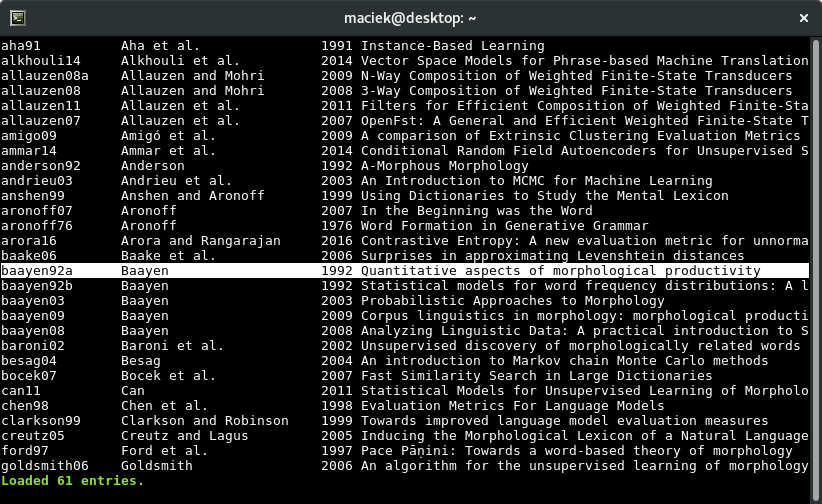 maciek@desktop: ~
aha91 Aha et al. 1991 Instance-Based Learning
alkhouli14 Alkhouli et al. 2014 Vector Space Models for Phrase-based Machine Translation
allauzen08a Allauzen and Mohri 2009 N-Way Composition of Weighted Finite-State Transducers
allauzen08 Allauzen and Mohri 2008 3-Way Composition of Weighted Finite-State Transducers
allauzen11 Allauzen et al. 2011 Filters for Efficient Composition of Weighted Finite-Sta
allauzen07 Allauzen et al. 2007 OpenFst: A General and Efficient Weighted Finite-State T
amigo09 Amigó et al. 2009 A comparison of Extrinsic Clustering Evaluation Metrics
ammar14 Ammar et al. 2014 Conditional Random Field Autoencoders for Unsupervised S
anderson92 Anderson 1992 A-Morphous Morphology
andrieu03 Andrieu et al. 2003 An Introduction to MCMC for Machine Learning
anshen99 Anshen and Aronoff 1999 Using Dictionaries to Study the Mental Lexicon
aronoff07 Aronoff 2007 In the Beginning was the Word
aronoff76 Aronoff 1976 Word Formation in Generative Grammar
arora16 Arora and Rangarajan 2016 Contrastive Entropy: A new evaluation metric for unnorma
baake06 Baake et al. 2006 Surprises in approximating Levenshtein distances
baayen92a Baayen 1992 Quantitative aspects of morphological productivity
baayen92b Baayen 1992 Statistical models for word frequency distributions: A l
baayen03 Baayen 2003 Probabilistic Approaches to Morphology
baayen09 Baayen 2009 Corpus linguistics in morphology: morphological producti
baayen08 Baayen 2008 Analyzing Linguistic Data: A practical introduction to S
baroni02 Baroni et al. 2002 Unsupervised discovery of morphologically related words
besag04 Besag 2004 An introduction to Markov chain Monte Carlo methods
bocek07 Bocek et al. 2007 Fast Similarity Search in Large Dictionaries
can11 Can 2011 Statistical Models for Unsupervised Learning of Morpholo
chen98 Chen et al. 1998 Evaluation Metrics For Language Models
clarkson99 Clarkson and Robinson 1999 Towards improved language model evaluation measures
creutz05 Creutz and Lagus 2005 Inducing the Morphological Lexicon of a Natural Language
ford97 Ford et al. 1997 Pace Pāṇini: Towards a word-based theory of morphology
goldsmith06 Goldsmith 2006 An algorithm for the unsupervised learning of morphology
Loaded 61 entries.